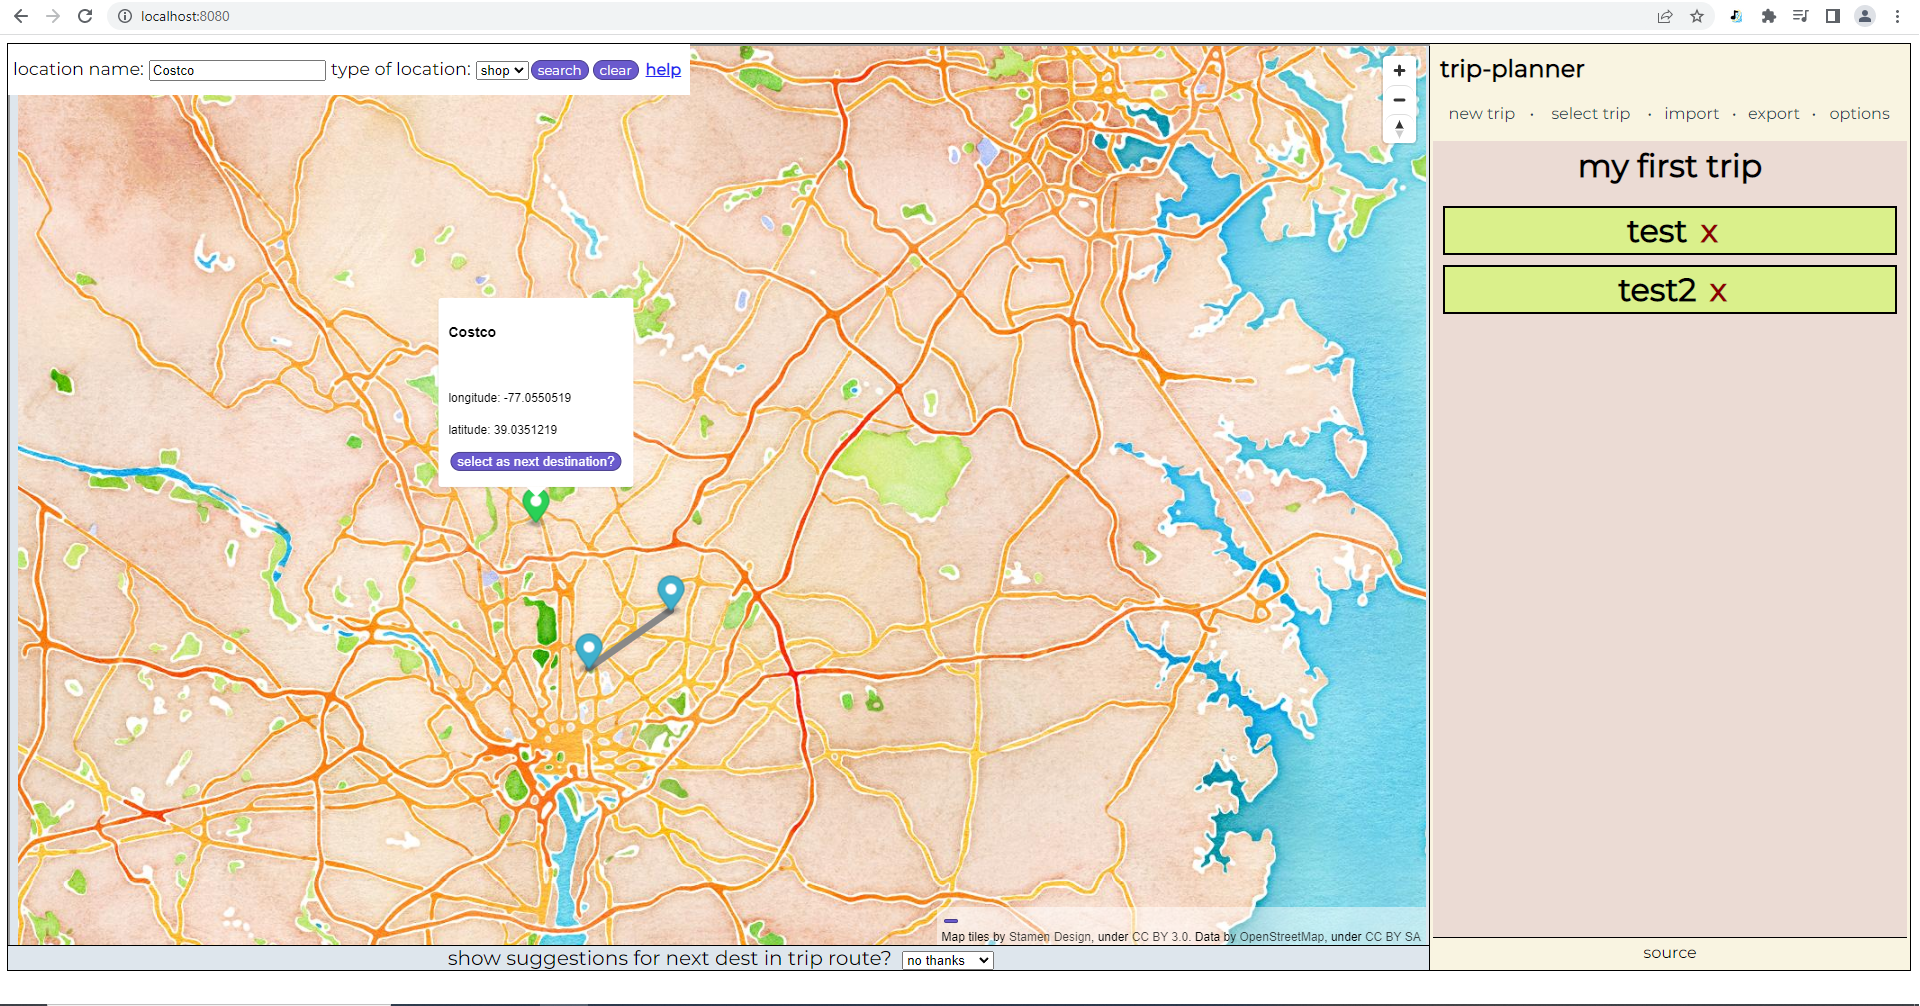 localhost:8080
location name: Costco type of location: shop search clear help
trip-planner
new trip · select trip · import · export · options
my first trip
test x
test2 x
Costco
longitude: -77.0550519
latitude: 39.0351219
select as next destination?
Map tiles by Stamen Design, under CC BY 3.0. Data by OpenStreetMap, under CC BY SA
show suggestions for next dest in trip route? no thanks
source